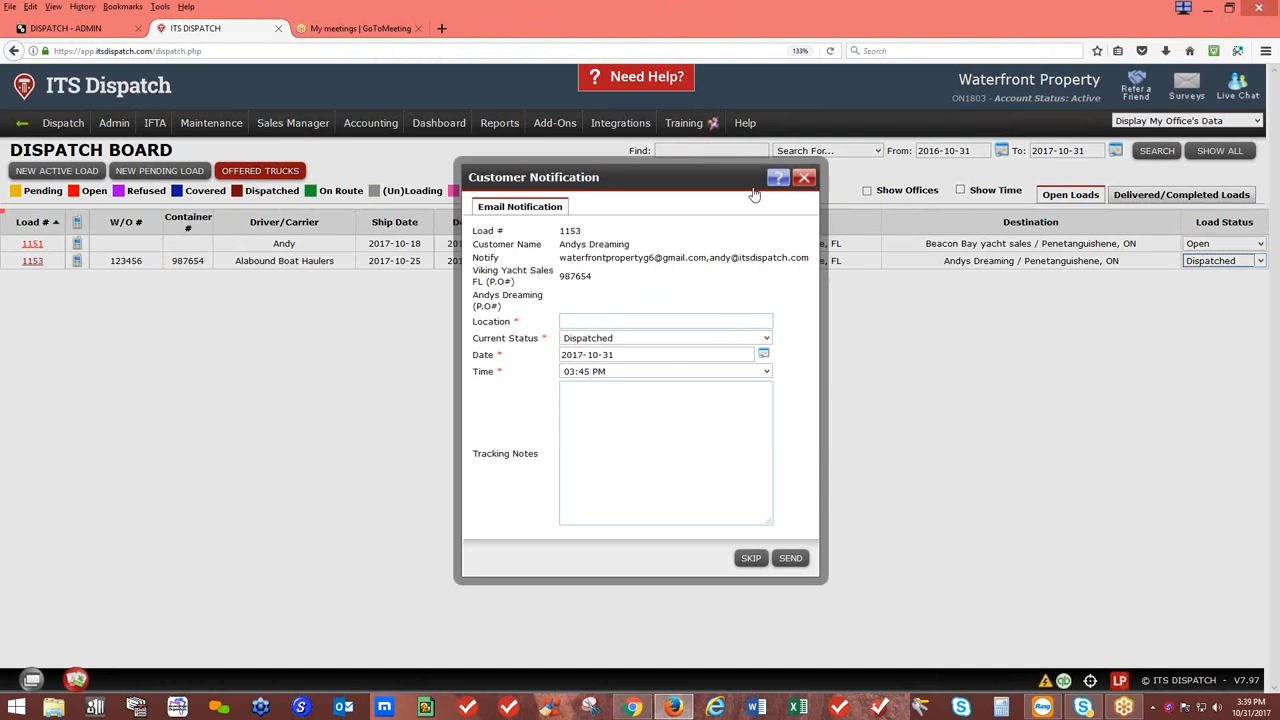 File Edit View History Bookmarks Tools Help
DISPATCH - ADMIN
ITS DISPATCH
My meetings | GoToMeeting
https://app.itsdispatch.com/dispatch.php
133%
Search
ITS Dispatch
? Need Help?
Waterfront Property
ON1803 - Account Status: Active
Refer a Friend
Surveys
Live Chat
Dispatch Admin IFTA Maintenance Sales Manager Accounting Dashboard Reports Add-Ons Integrations Training Help
Display My Office's Data
DISPATCH BOARD
Find: Search For... From: 2016-10-31 To: 2017-10-31 SEARCH SHOW ALL
NEW ACTIVE LOAD NEW PENDING LOAD OFFERED TRUCKS
Pending Open Refused Covered Dispatched On Route (Un)Loading
Show Offices Show Time Open Loads Delivered/Completed Loads
Load # W/O # Container # Driver/Carrier Ship Date Destination Load Status
1151 Andy 2017-10-18 , FL Beacon Bay yacht sales / Penetanguishene, ON Open
1153 123456 987654 Alabound Boat Haulers 2017-10-25 , FL Andys Dreaming / Penetanguishene, ON Dispatched
Customer Notification
?
Email Notification
Load # 1153
Customer Name Andys Dreaming
Notify waterfrontpropertyg6@gmail.com,andy@itsdispatch.com
Viking Yacht Sales
FL (P.O#) 987654
Andys Dreaming
(P.O#)
Location *
Current Status * Dispatched
Date * 2017-10-31
Time * 03:45 PM
Tracking Notes
SKIP SEND
LP © ITS DISPATCH - V7.97
3:39 PM
10/31/2017